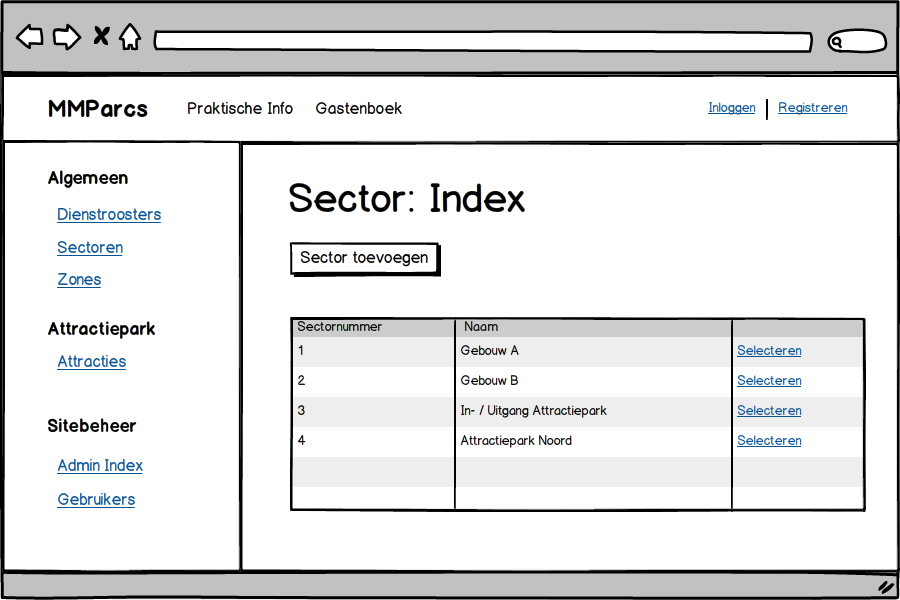 MMParcs Praktische Info Gastenboek Inloggen Registreren
Algemeen
Dienstroosters
Sectoren
Zones
Attractiepark
Attracties
Sitebeheer
Admin Index
Gebruikers
Sector: Index
Sector toevoegen
Sectornummer Naam
1 Gebouw A Selecteren
2 Gebouw B Selecteren
3 In- / Uitgang Attractiepark Selecteren
4 Attractiepark Noord Selecteren